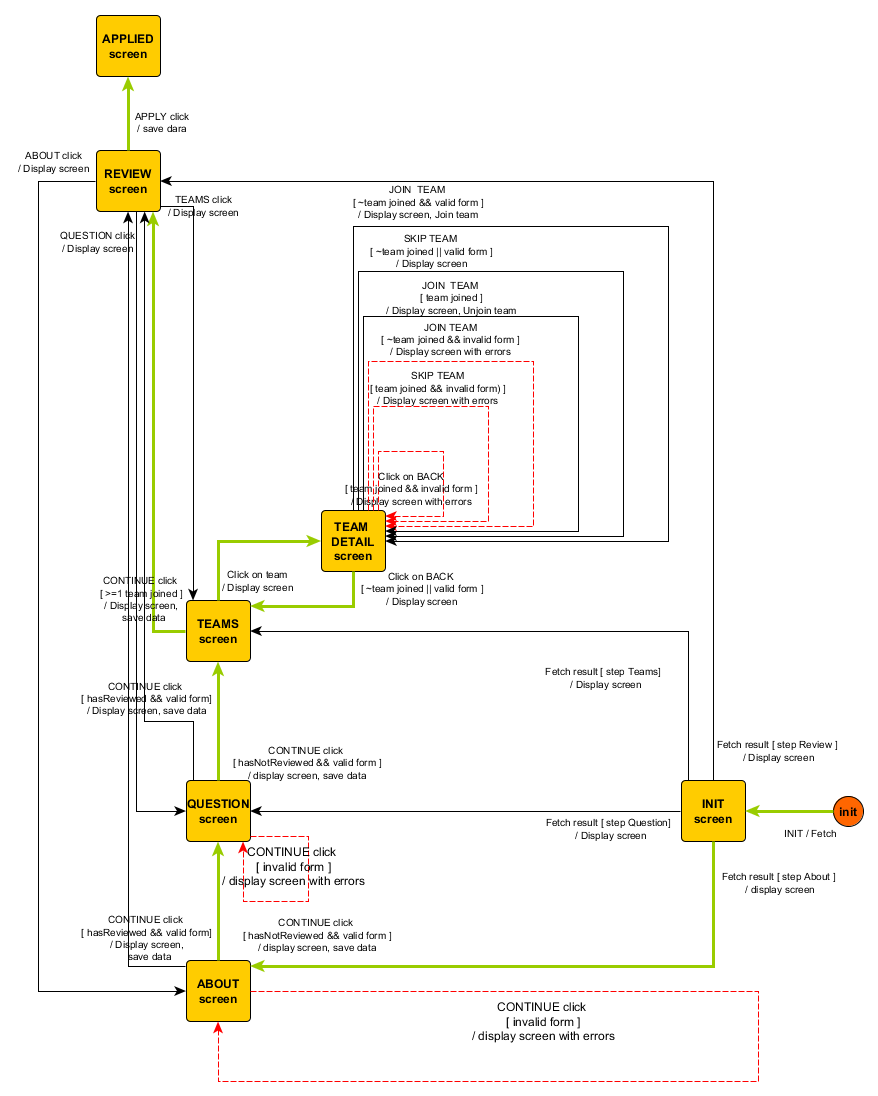 APPLIED
screen
APPLY click
/ save dara
ABOUT click
/ Display screen
REVIEW
screen
TEAMS click
/ Display screen
QUESTION click
/ Display screen
JOIN  TEAM
[ ~team joined && valid form ]
/ Display screen, Join team
SKIP TEAM
[ ~team joined || valid form ]
/ Display screen
JOIN  TEAM
[ team joined ]
/ Display screen, Unjoin team
JOIN TEAM
[ ~team joined && invalid form ]
/ Display screen with errors
SKIP TEAM
[ team joined && invalid form) ]
/ Display screen with errors
Click on BACK
[ team joined && invalid form ]
/ Display screen with errors
TEAM
DETAIL
screen
Click on team
/ Display screen
Click on BACK
[ ~team joined || valid form ]
/ Display screen
CONTINUE click
[ >=1 team joined ]
/ Display screen,
save data
TEAMS
screen
Fetch result [ step Teams]
/ Display screen
CONTINUE click
[ hasReviewed && valid form]
/ Display screen, save data
CONTINUE click
[ hasNotReviewed && valid form ]
/ display screen, save data
Fetch result [ step Review ]
/ Display screen
QUESTION
screen
Fetch result [ step Question]
/ Display screen
INIT
screen
init
INIT / Fetch
CONTINUE click
[ invalid form ]
/ display screen with errors
Fetch result [ step About ]
/ display screen
CONTINUE click
[ hasReviewed && valid form]
/ Display screen,
save data
CONTINUE click
[ hasNotReviewed && valid form ]
/ display screen, save data
ABOUT
screen
CONTINUE click
[ invalid form ]
/ display screen with errors